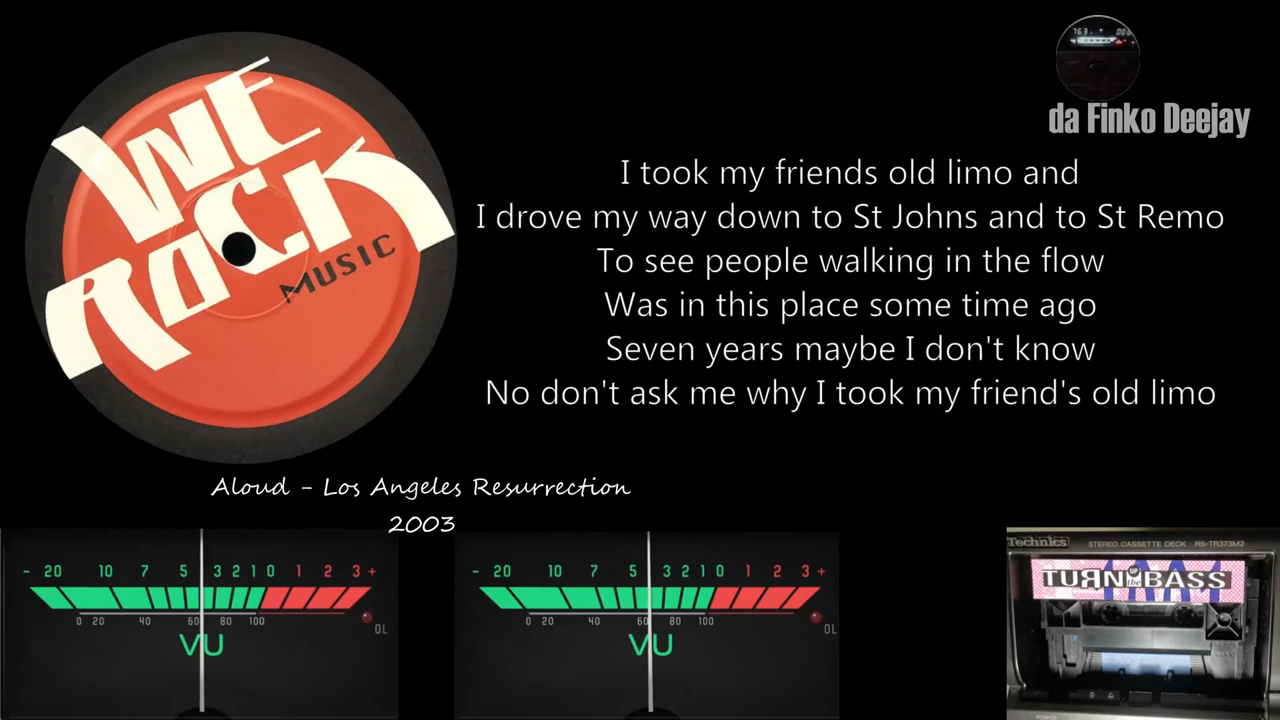 WE
ROCK
MUSIC
763
da Finko Deejay
I took my friends old limo and
I drove my way down to St Johns and to St Remo
To see people walking in the flow
Was in this place some time ago
Seven years maybe I don't know
No don't ask me why I took my friend's old limo
Aloud - Los Angeles Resurrection
2003
- 20 10 7 5 3 2 1 0 1 2 3 +
0 20 40 60 80 100
OL
VU
- 20 10 7 5 3 2 1 0 1 2 3 +
0 20 40 60 80 100
OL
VU
Technics STEREO CASSETTE DECK RS-TR373M2
TURN UP the BASS